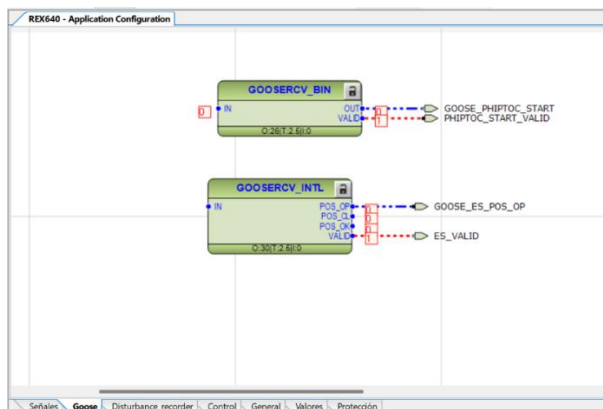 REX640 - Application Configuration
GOOSERCV_BIN
0 IN OUT 0 GOOSE_PHIPTOC_START
VALID 1 PHIPTOC_START_VALID
O:26|T:2.5|I:0
GOOSERCV_INTL
IN POS_OP 0 GOOSE_ES_POS_OP
POS_CL 0
POS_OK 0
VALID 1 ES_VALID
O:30|T:2.5|I:0
Señales Goose Disturbance recorder Control General Valores Protección